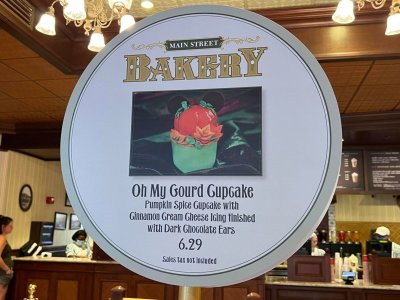 MAIN STREET
BAKERY
Oh My Gourd Cupcake
Pumpkin Spice Cupcake with
Cinnamon Cream Cheese Icing finished
with Dark Chocolate Ears
6.29
Sales tax not included